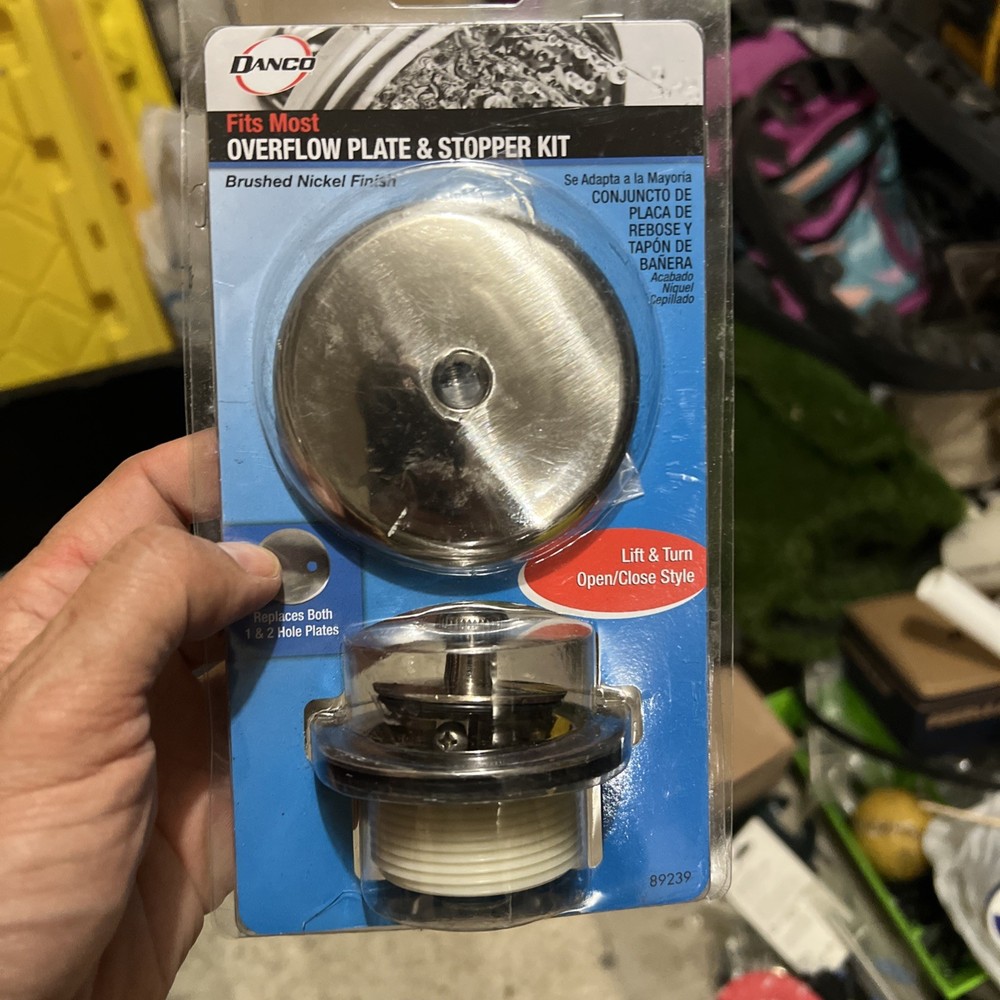 DANCO
Fits Most
OVERFLOW PLATE & STOPPER KIT
Brushed Nickel Finish
Se Adapta a la Mayoria
CONJUNCTO DE
PLACA DE
REBOSE Y
TAPÓN DE
BAÑERA
Acabado
Niquel
Cepillado
Lift & Turn
Open/Close Style
Replaces Both
1 & 2 Hole Plates
89239